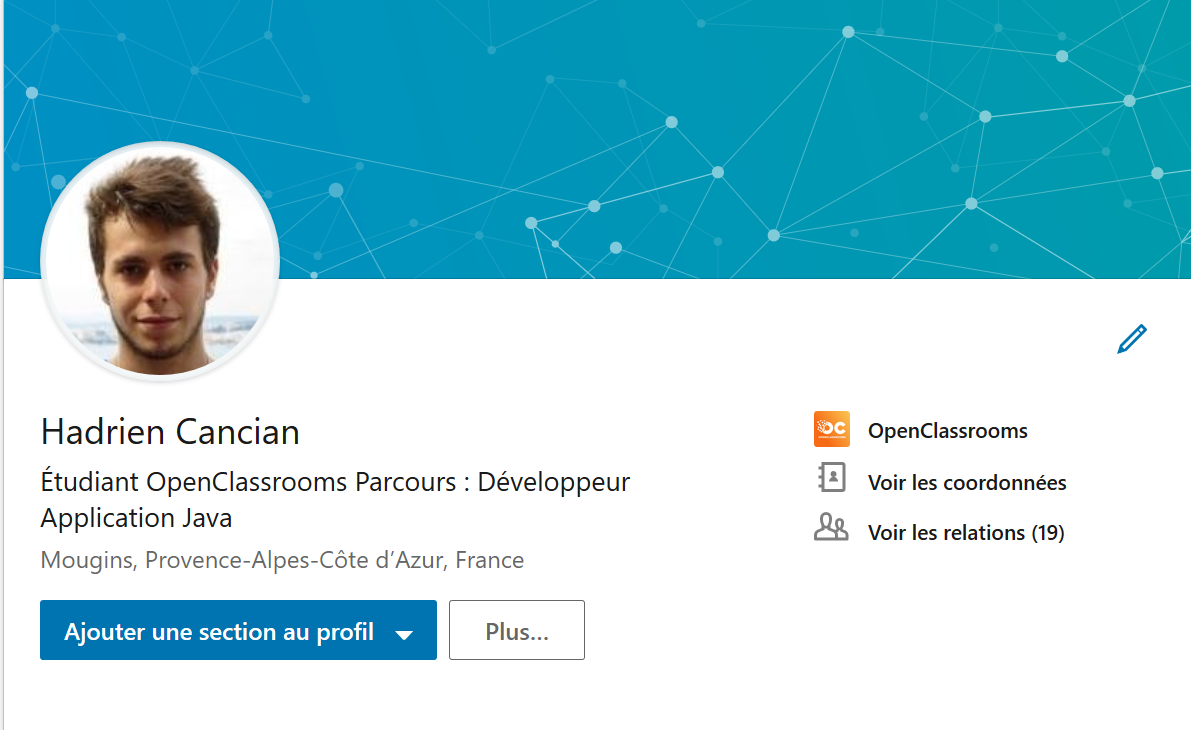 Hadrien Cancian
Étudiant OpenClassrooms Parcours : Développeur
Application Java
Mougins, Provence-Alpes-Côte d’Azur, France
Ajouter une section au profil
Plus...
OC
OpenClassrooms
Voir les coordonnées
Voir les relations (19)